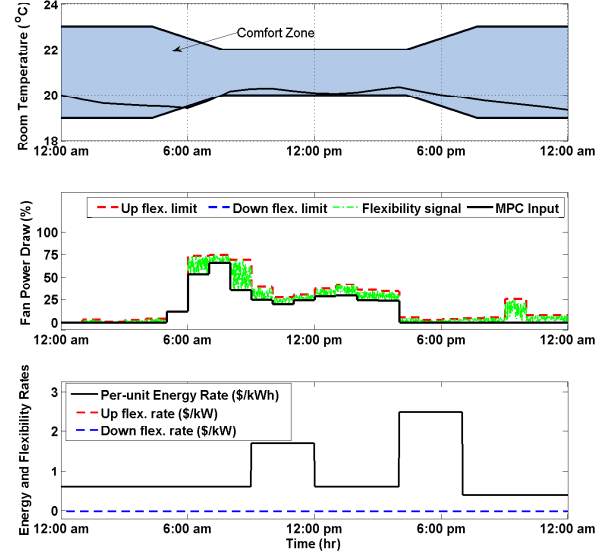 Room Temperature (°C)
24
22
20
18
Comfort Zone
12:00 am
6:00 am
12:00 pm
6:00 pm
12:00 am
Fan Power Draw (%)
100
75
50
25
0
Up flex. limit
Down flex. limit
Flexibility signal
MPC Input
12:00 am
6:00 am
12:00 pm
6:00 pm
12:00 am
Energy and Flexibility Rates
3
2
1
0
Per-unit Energy Rate ($/kWh)
Up flex. rate ($/kW)
Down flex. rate ($/kW)
12:00 am
6:00 am
12:00 pm
6:00 pm
12:00 am
Time (hr)